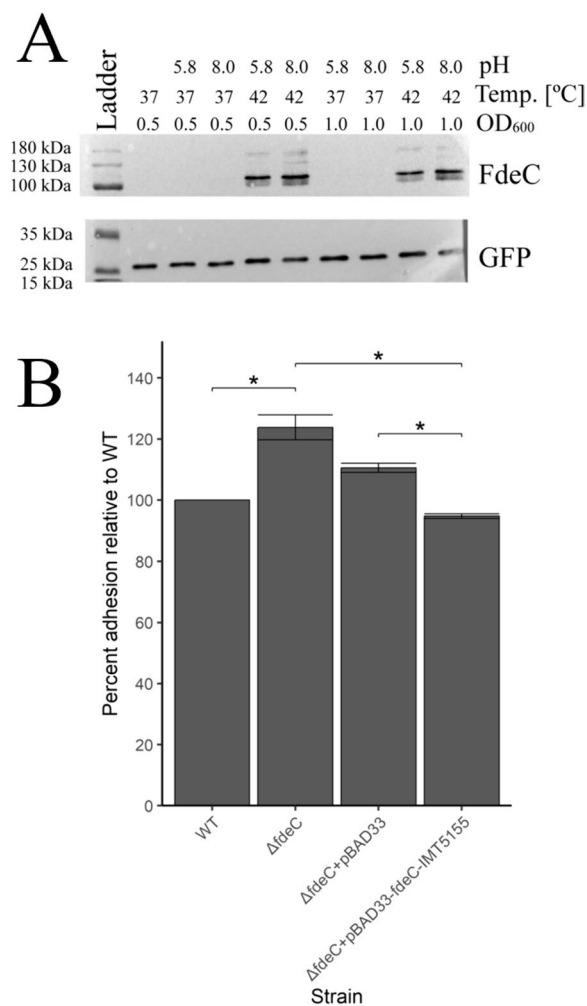 A
Ladder
5.8 8.0 5.8 8.0 5.8 8.0 5.8 8.0 pH
37 37 37 42 42 37 37 42 42 Temp. [ºC]
0.5 0.5 0.5 0.5 0.5 1.0 1.0 1.0 1.0 OD₆₀₀
180 kDa
130 kDa
100 kDa
FdeC
35 kDa
25 kDa
15 kDa
GFP
B
Percent adhesion relative to WT
140
120
100
80
60
40
20
0
*
*
*
WT
ΔfdeC
ΔfdeC+pBAD33
ΔfdeC+pBAD33-fdeC-IMT5155
Strain